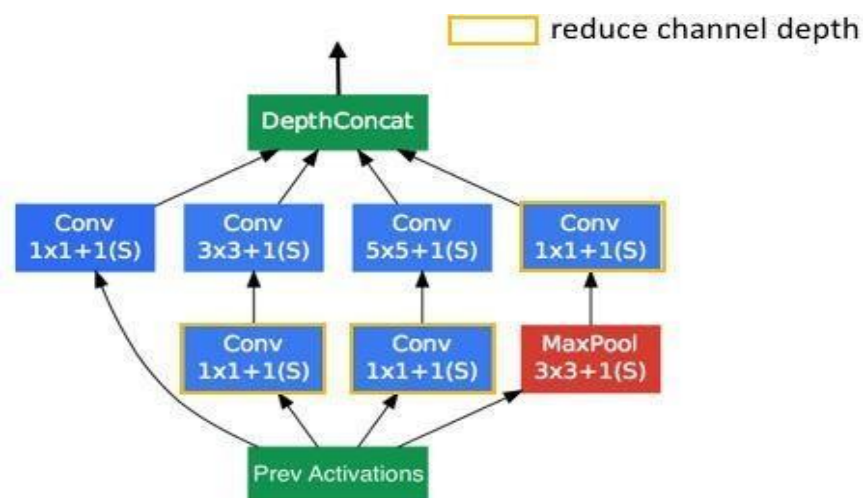 reduce channel depth
DepthConcat
Conv
1x1+1(S)
Conv
3x3+1(S)
Conv
5x5+1(S)
Conv
1x1+1(S)
Conv
1x1+1(S)
Conv
1x1+1(S)
MaxPool
3x3+1(S)
Prev Activations